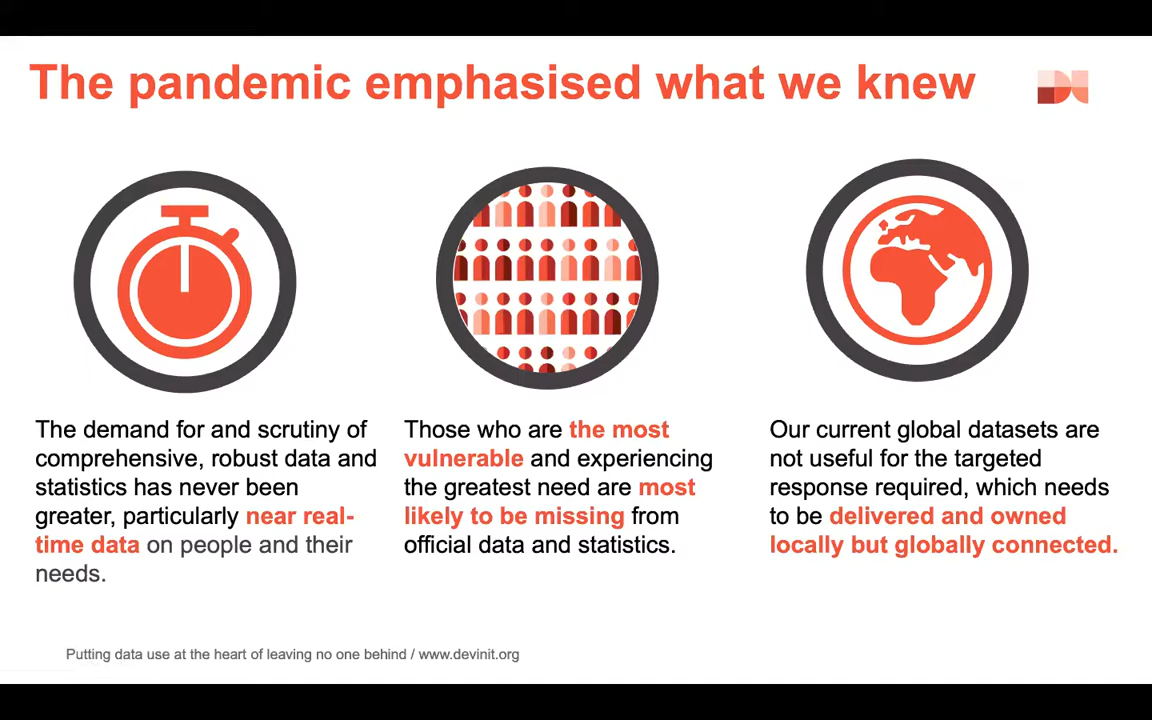 The pandemic emphasised what we knew
The demand for and scrutiny of
comprehensive, robust data and
statistics has never been
greater, particularly near real-
time data on people and their
needs.
Those who are the most
vulnerable and experiencing
the greatest need are most
likely to be missing from
official data and statistics.
Our current global datasets are
not useful for the targeted
response required, which needs
to be delivered and owned
locally but globally connected.
Putting data use at the heart of leaving no one behind / www.devinit.org